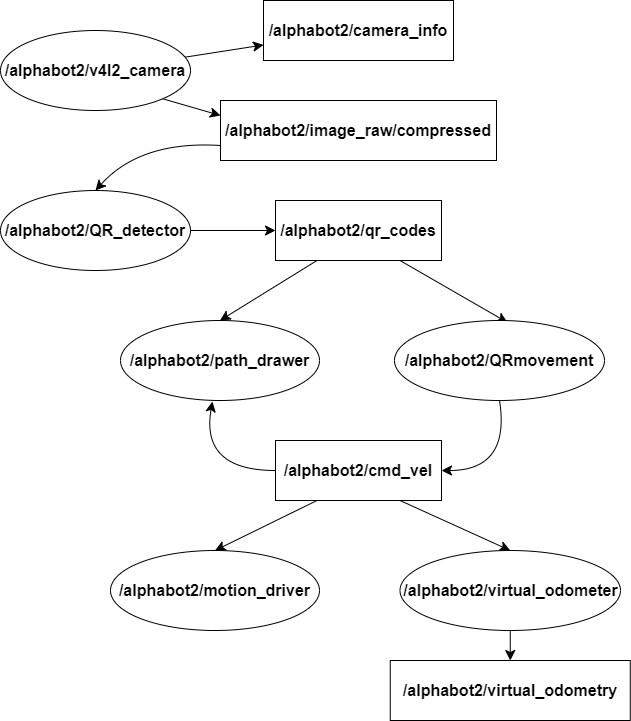 /alphabot2/camera_info
/alphabot2/v4l2_camera
/alphabot2/image_raw/compressed
/alphabot2/QR_detector
/alphabot2/qr_codes
/alphabot2/path_drawer
/alphabot2/QRmovement
/alphabot2/cmd_vel
/alphabot2/motion_driver
/alphabot2/virtual_odometer
/alphabot2/virtual_odometry